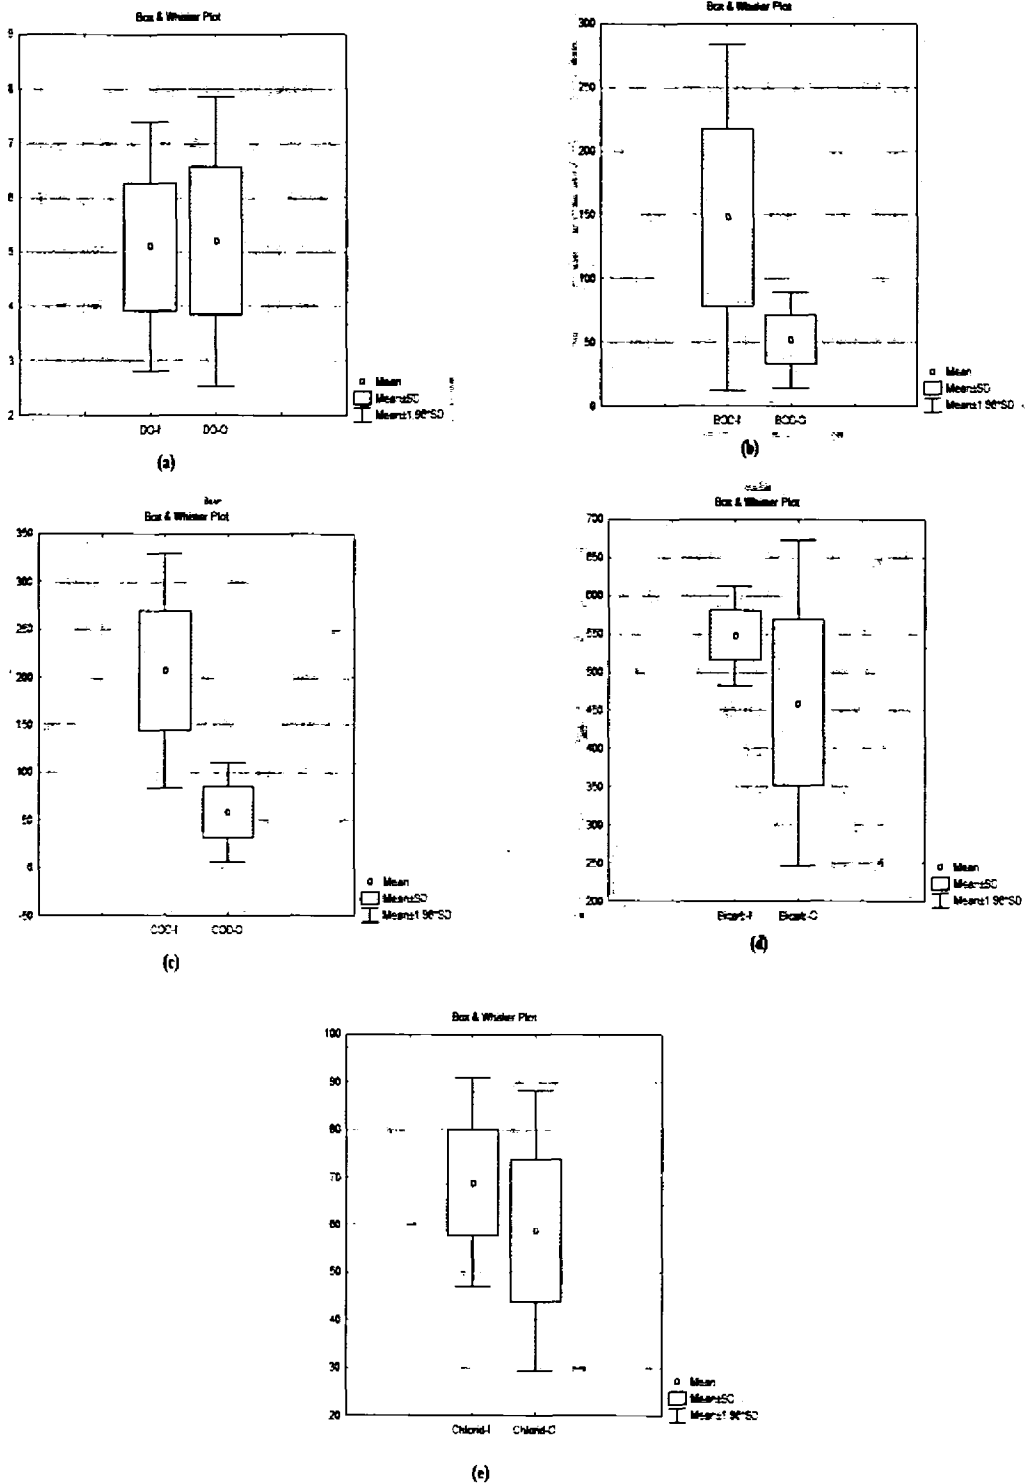 Box & Whisker Plot
9
8
7
6
5
4
3
2
DO-I DO-O
Mean
Mean±SD
Mean±1.96*SD
(a)
Box & Whisker Plot
300
250
200
150
100
50
0
BOD-I BOD-O
Mean
Mean±SD
Mean±1.96*SD
(b)
Box & Whisker Plot
350
300
250
200
150
100
50
0
-50
COD-I COD-O
Mean
Mean±SD
Mean±1.96*SD
(c)
Box & Whisker Plot
700
650
600
550
500
450
400
350
300
250
200
Bicarb-I Bicarb-O
Mean
Mean±SD
Mean±1.96*SD
(d)
Box & Whisker Plot
100
90
80
70
60
50
40
30
20
Chlorid-I Chlorid-O
Mean
Mean±SD
Mean±1.96*SD
(e)